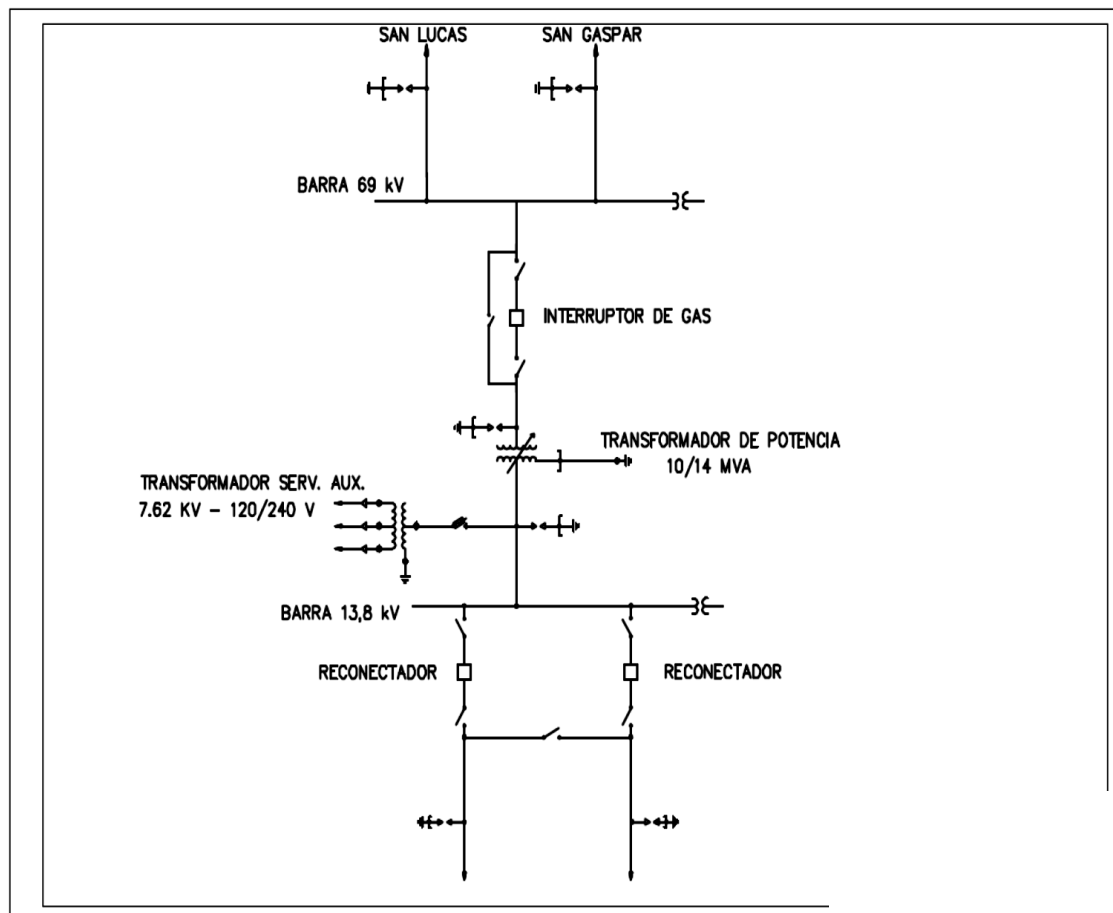 SAN LUCAS
SAN GASPAR
BARRA 69 kV
INTERRUPTOR DE GAS
TRANSFORMADOR DE POTENCIA
10/14 MVA
TRANSFORMADOR SERV. AUX.
7.62 KV – 120/240 V
BARRA 13,8 kV
RECONECTADOR
RECONECTADOR